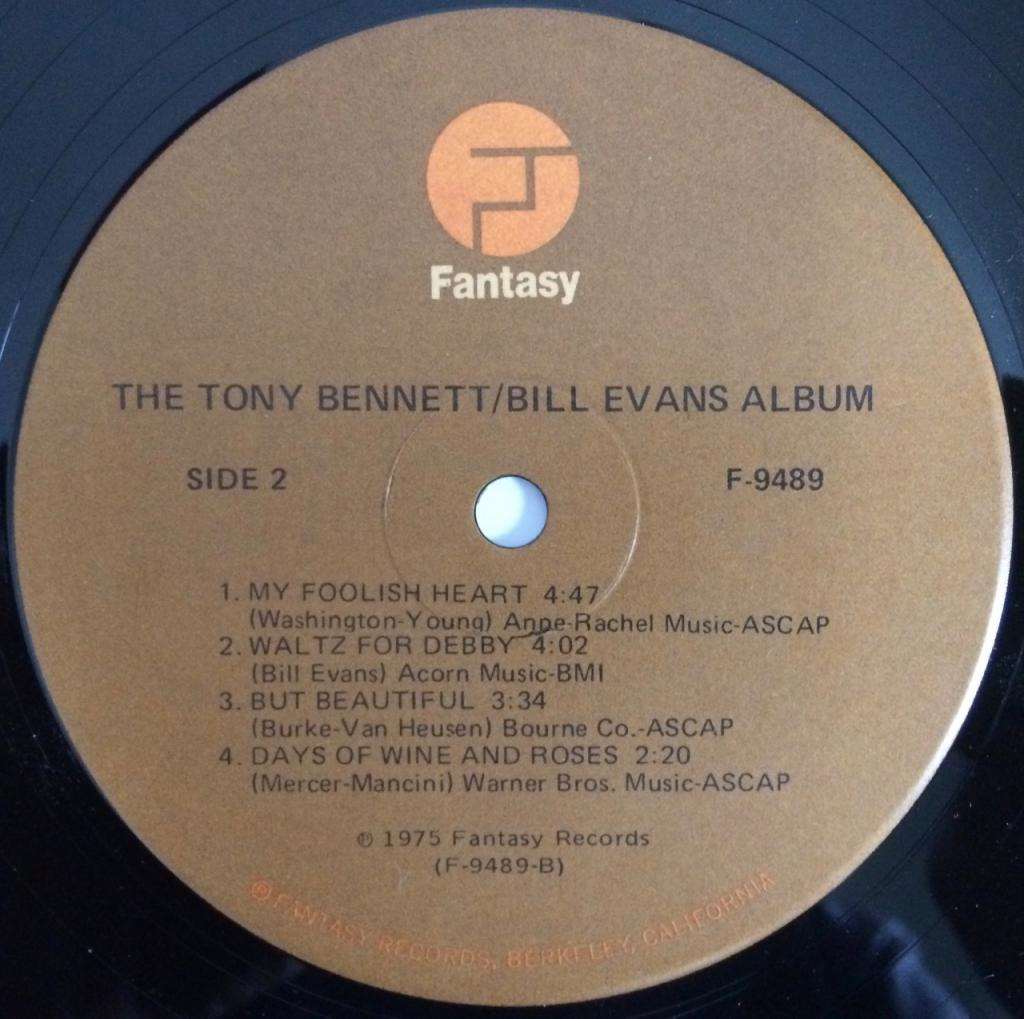 Fantasy
THE TONY BENNETT/BILL EVANS ALBUM
SIDE 2
F-9489
1. MY FOOLISH HEART 4:47
(Washington-Young) Anne-Rachel Music-ASCAP
2. WALTZ FOR DEBBY 4:02
(Bill Evans) Acorn Music-BMI
3. BUT BEAUTIFUL 3:34
(Burke-Van Heusen) Bourne Co.-ASCAP
4. DAYS OF WINE AND ROSES 2:20
(Mercer-Mancini) Warner Bros. Music-ASCAP
℗ 1975 Fantasy Records
(F-9489-B)
®FANTASY RECORDS, BERKELEY, CALIFORNIA